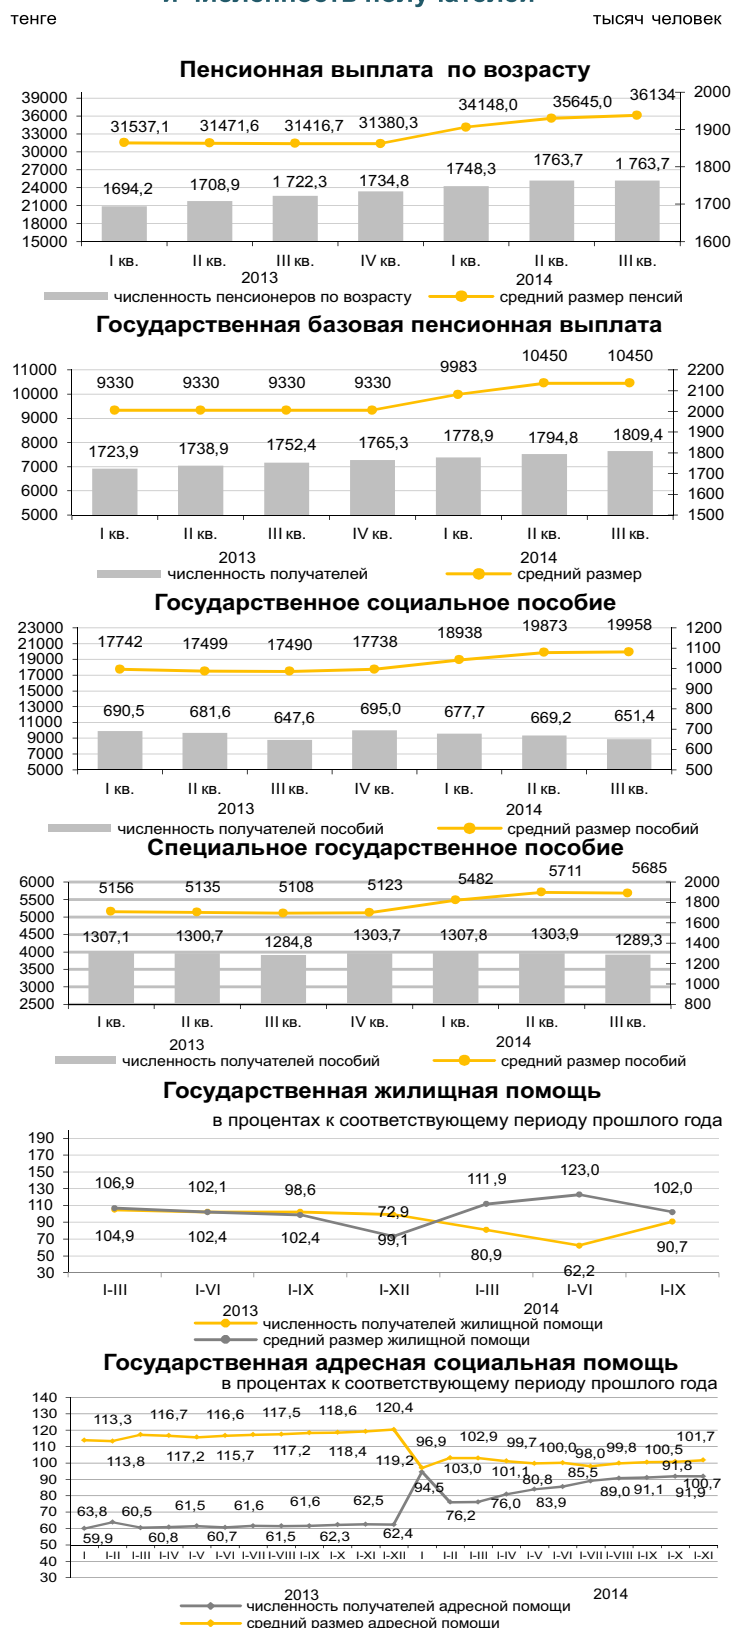 и численность получателей
тенге тысяч человек
Пенсионная выплата по возрасту
39000 2000
36000
33000 1900
30000
27000 1800
24000
21000 1700
18000
15000 1600
31537,1 31471,6 31416,7 31380,3 34148,0 35645,0 36134
1694,2 1708,9 1 722,3 1734,8 1748,3 1763,7 1 763,7
I кв. II кв. III кв. IV кв. I кв. II кв. III кв.
2013 2014
численность пенсионеров по возрасту средний размер пенсий
Государственная базовая пенсионная выплата
11000 2200
10000 2100
9000 2000
8000 1900
7000 1800
6000 1700
5000 1600
1500
9330 9330 9330 9330 9983 10450 10450
1723,9 1738,9 1752,4 1765,3 1778,9 1794,8 1809,4
I кв. II кв. III кв. IV кв. I кв. II кв. III кв.
2013 2014
численность получателей средний размер
Государственное социальное пособие
23000 1200
21000 1100
19000 1000
17000 900
15000 800
13000 700
11000 600
9000 500
7000
5000
17742 17499 17490 17738 18938 19873 19958
690,5 681,6 647,6 695,0 677,7 669,2 651,4
I кв. II кв. III кв. IV кв. I кв. II кв. III кв.
2013 2014
численность получателей пособий средний размер пособий
Специальное государственное пособие
6000 2000
5500 1800
5000 1600
4500 1400
4000 1200
3500 1000
3000 800
2500
5156 5135 5108 5123 5482 5711 5685
1307,1 1300,7 1284,8 1303,7 1307,8 1303,9 1289,3
I кв. II кв. III кв. IV кв. I кв. II кв. III кв.
2013 2014
численность получателей пособий средний размер пособий
Государственная жилищная помощь
в процентах к соответствующему периоду прошлого года
190
170
150
130
110
90
70
50
30
106,9 102,1 98,6 72,9 111,9 123,0 102,0
104,9 102,4 102,4 99,1 80,9 62,2 90,7
I-III I-VI I-IX I-XII I-III I-VI I-IX
2013 2014
численность получателей жилищной помощи
средний размер жилищной помощи
Государственная адресная социальная помощь
в процентах к соответствующему периоду прошлого года
140
130
120
110
100
90
80
70
60
50
40
30
113,3 116,7 116,6 117,5 118,6 120,4 96,9 102,9 99,7 100,0 98,0 99,8 100,5 101,7
113,8 117,2 115,7 117,2 118,4 119,2 103,0 101,1 100,7
63,8 60,5 61,5 61,6 61,6 62,5 94,5 80,8 85,5 91,8
59,9 60,8 60,7 61,5 62,3 62,4 76,2 76,0 83,9 89,0 91,1 91,9
I I-II I-III I-IV I-V I-VI I-VII I-VIII I-IX I-X I-XI I-XII I I-II I-III I-IV I-V I-VI I-VII I-VIII I-IX I-X I-XI
2013 2014
численность получателей адресной помощи
средний размер адресной помощи